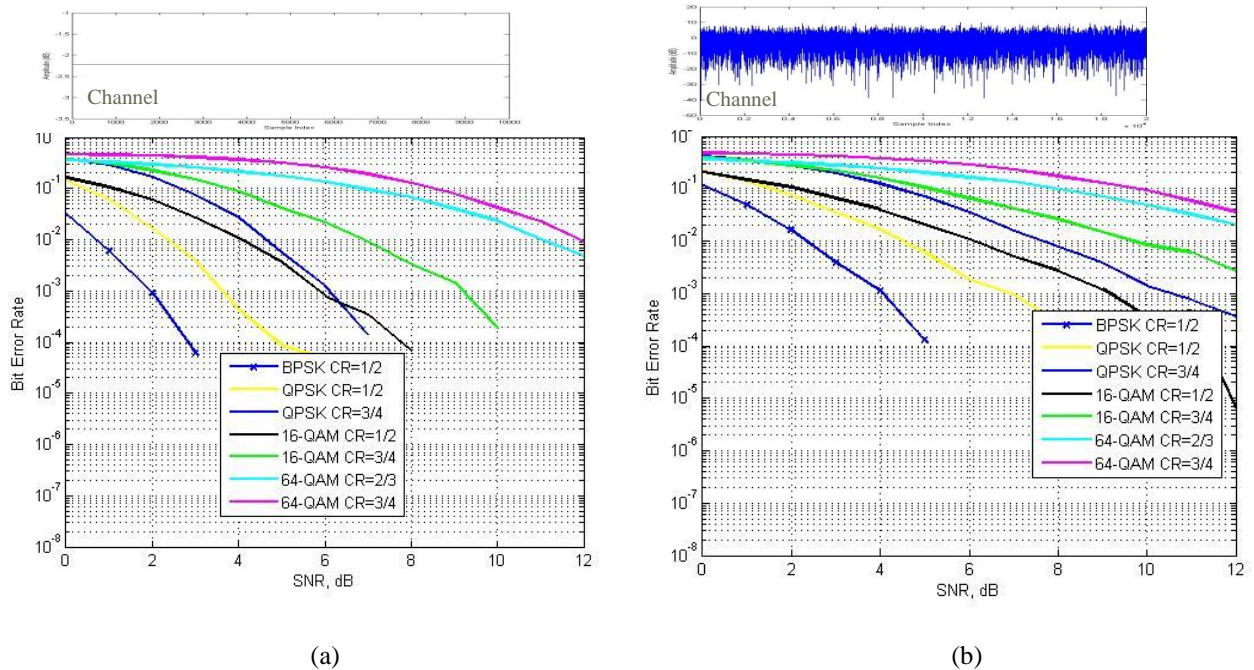 -1
-1.5
-2
-2.5
-3
-3.5
Amplitude (dB)
Channel
0 1000 2000 3000 4000 5000 6000 7000 8000 9000 10000
Sample Index
10^0
10^-1
10^-2
10^-3
10^-4
10^-5
10^-6
10^-7
10^-8
Bit Error Rate
BPSK CR=1/2
QPSK CR=1/2
QPSK CR=3/4
16-QAM CR=1/2
16-QAM CR=3/4
64-QAM CR=2/3
64-QAM CR=3/4
0 2 4 6 8 10 12
SNR, dB
(a)
20
10
0
-10
-20
-30
-40
-50
Amplitude (dB)
Channel
0 0.2 0.4 0.6 0.8 1 1.2 1.4 1.6 1.8 2
Sample Index
x 10^4
10^-1
10^-2
10^-3
10^-4
10^-5
10^-6
10^-7
10^-8
Bit Error Rate
BPSK CR=1/2
QPSK CR=1/2
QPSK CR=3/4
16-QAM CR=1/2
16-QAM CR=3/4
64-QAM CR=2/3
64-QAM CR=3/4
0 2 4 6 8 10 12
SNR, dB
(b)